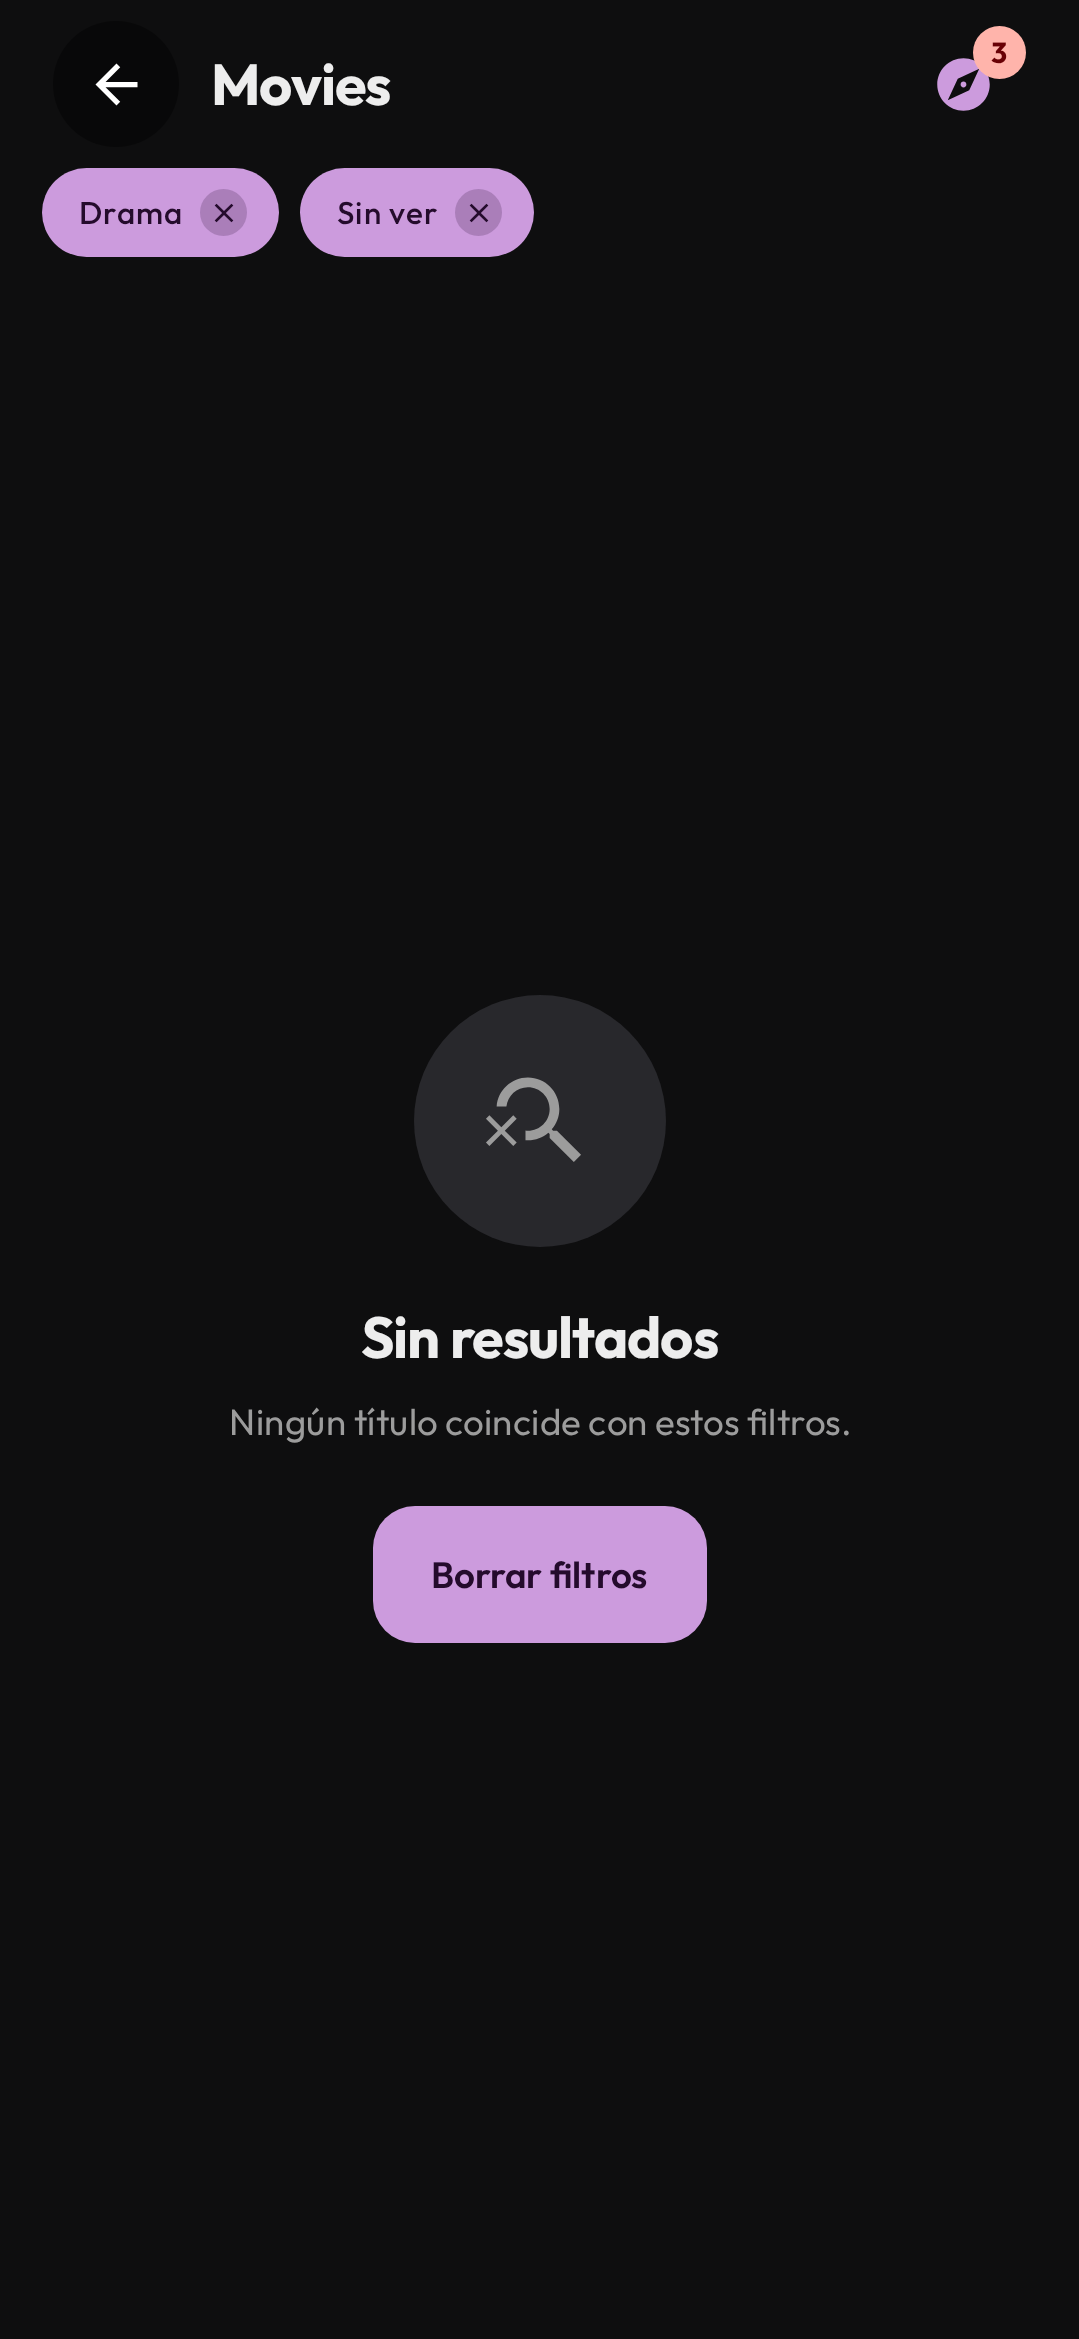 Movies
3
Drama
Sin ver
Sin resultados
Ningún título coincide con estos filtros.
Borrar filtros